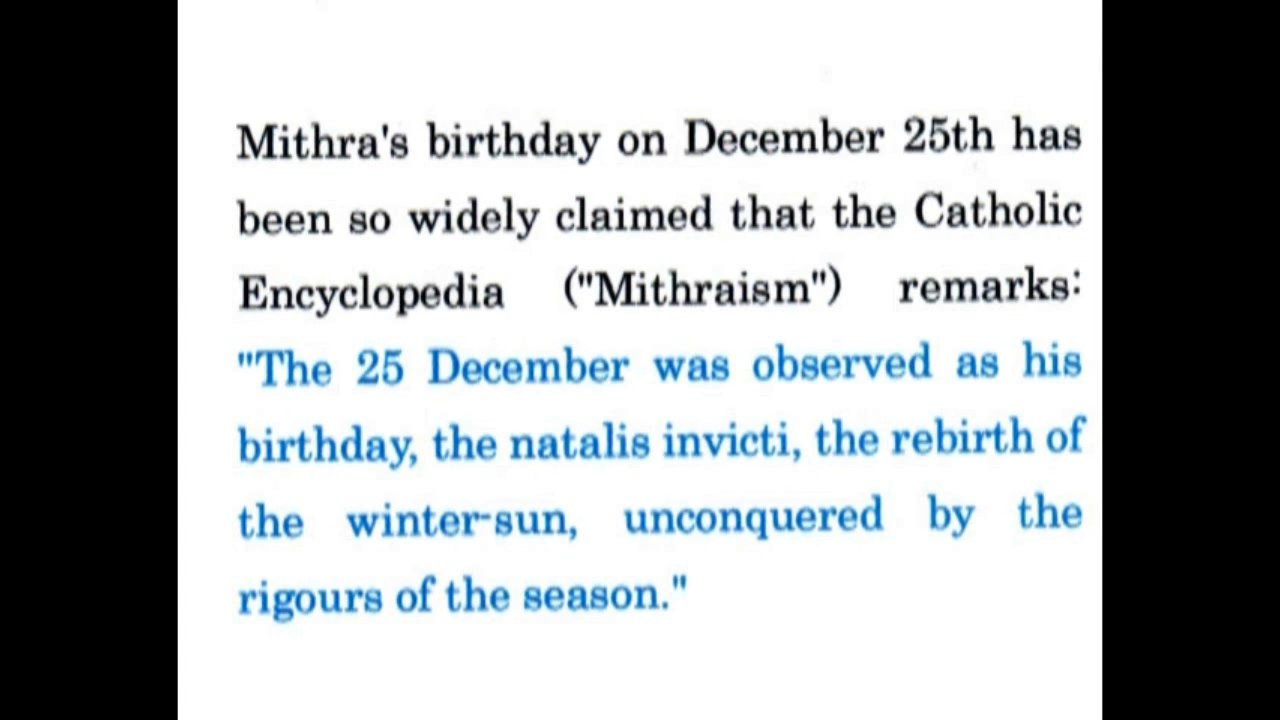 Mithra's birthday on December 25th has
been so widely claimed that the Catholic
Encyclopedia ("Mithraism") remarks:
"The 25 December was observed as his
birthday, the natalis invicti, the rebirth of
the winter-sun, unconquered by the
rigours of the season."